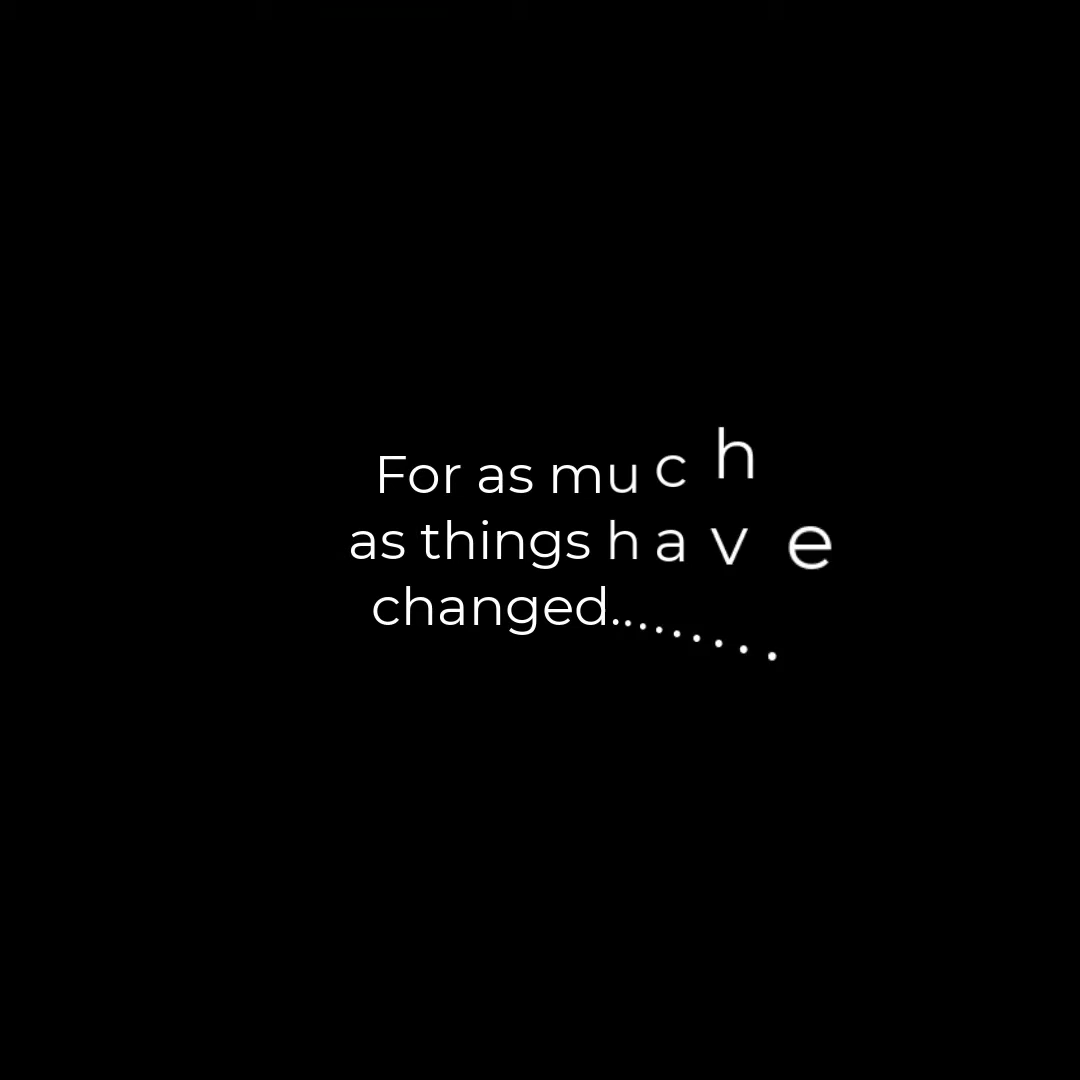 For as much
as things have
changed..........